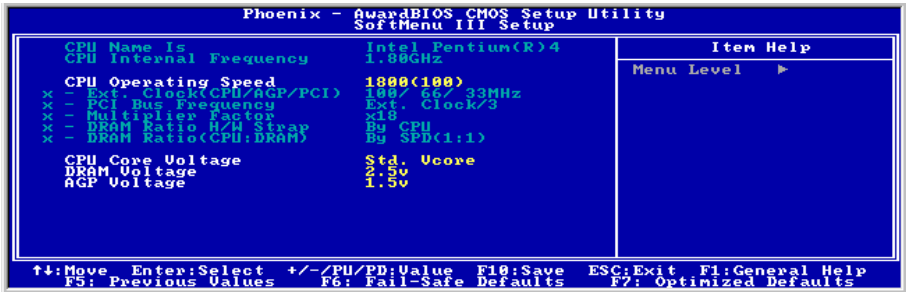 Phoenix - AwardBIOS CMOS Setup Utility
SoftMenu III Setup
CPU Name Is Intel Pentium(R)4
CPU Internal Frequency 1.80GHz
Item Help
Menu Level ►
CPU Operating Speed 1800(100)
x - Ext. Clock(CPU/AGP/PCI) 100/ 66/ 33MHz
x - PCI Bus Frequency Ext. Clock/3
x - Multiplier Factor x18
x - DRAM Ratio H/W Strap By CPU
x - DRAM Ratio(CPU:DRAM) By SPD(1:1)
CPU Core Voltage Std. Vcore
DRAM Voltage 2.5v
AGP Voltage 1.5v
↑↓:Move Enter:Select +/-/PU/PD:Value F10:Save ESC:Exit F1:General Help
F5: Previous Values F6: Fail-Safe Defaults F7: Optimized Defaults